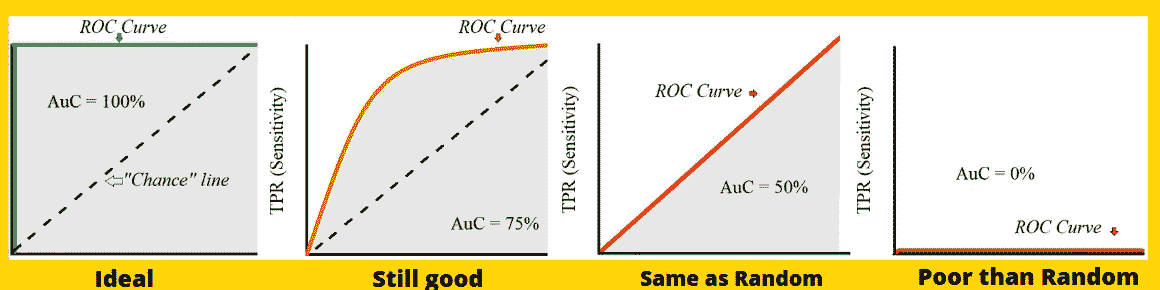 ROC Curve
AuC = 100%
"Chance" line
Ideal
TPR (Sensitivity)
ROC Curve
AuC = 75%
Still good
TPR (Sensitivity)
ROC Curve
AuC = 50%
Same as Random
TPR (Sensitivity)
AuC = 0%
ROC Curve
Poor than Random